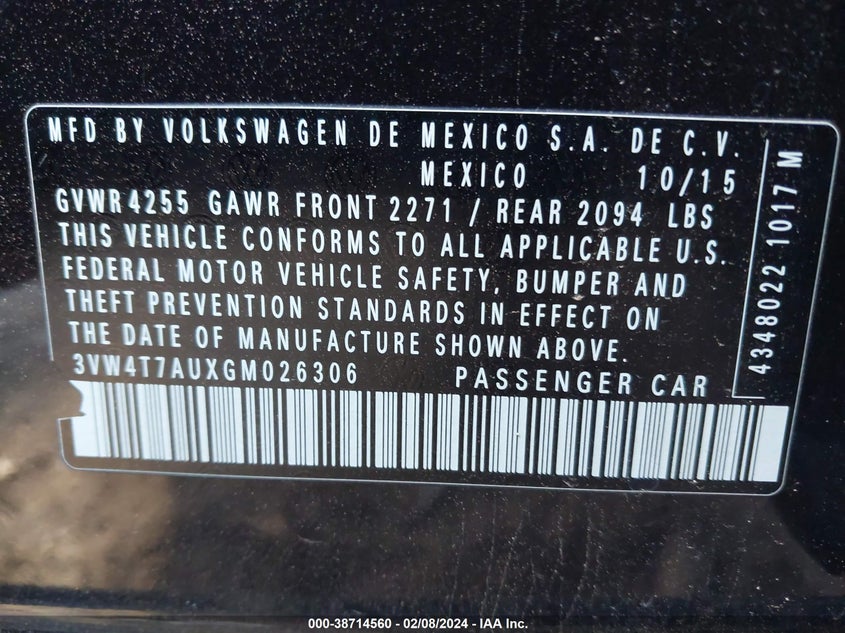 MFD BY VOLKSWAGEN DE MEXICO S.A. DE C.V.
MEXICO 10/15
GVWR 4255 GAWR FRONT 2271 / REAR 2094 LBS
THIS VEHICLE CONFORMS TO ALL APPLICABLE U.S.
FEDERAL MOTOR VEHICLE SAFETY, BUMPER AND
THEFT PREVENTION STANDARDS IN EFFECT ON
THE DATE OF MANUFACTURE SHOWN ABOVE.
3VW4T7AUXGM026306 PASSENGER CAR
4348022 1017 M
000-38714560 - 02/08/2024 - IAA Inc.